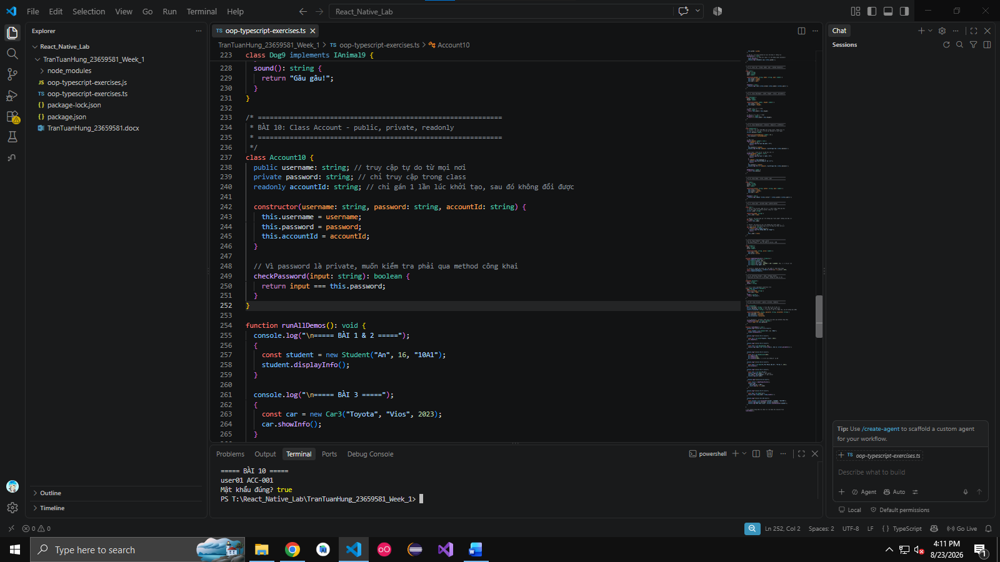 File Edit Selection View Go Run Terminal Help
React_Native_Lab
Explorer
React_Native_Lab
TranTuanHung_23659581_Week_1
node_modules
JS oop-typescript-exercises.js
TS oop-typescript-exercises.ts
{} package-lock.json
{} package.json
TranTuanHung_23659581.docx
Outline
Timeline
TS oop-typescript-exercises.ts
TranTuanHung_23659581_Week_1 > TS oop-typescript-exercises.ts > Account10
223 class Dog9 implements IAnimal9 {
228 sound(): string {
229 return "Gâu gâu!";
230 }
231 }
232
233 /* =============================================================
234 * BÀI 10: Class Account - public, private, readonly
235 * =============================================================
236 */
237 class Account10 {
238 public username: string; // truy cập tự do từ mọi nơi
239 private password: string; // chỉ truy cập trong class
240 readonly accountId: string; // chỉ gán 1 lần lúc khởi tạo, sau đó không đổi được
241
242 constructor(username: string, password: string, accountId: string) {
243 this.username = username;
244 this.password = password;
245 this.accountId = accountId;
246 }
247
248 // Vì password là private, muốn kiểm tra phải qua method công khai
249 checkPassword(input: string): boolean {
250 return input === this.password;
251 }
252 }
253
254 function runAllDemos(): void {
255 console.log("\n===== BÀI 1 & 2 =====");
256 {
257 const student = new Student("An", 16, "10A1");
258 student.displayInfo();
259 }
260
261 console.log("\n===== BÀI 3 =====");
262 {
263 const car = new Car3("Toyota", "Vios", 2023);
264 car.showInfo();
265 }
Problems Output Terminal Ports Debug Console
powershell
===== BÀI 10 =====
user01 ACC-001
Mật khẩu đúng? true
PS T:\React_Native_Lab\TranTuanHung_23659581_Week_1>
Chat
Sessions
Tip: Use /create-agent to scaffold a custom agent
for your workflow.
TS oop-typescript-exercises.ts
Describe what to build
Agent Auto
Local Default permissions
0 0
Ln 252, Col 2 Spaces: 2 UTF-8 LF {} TypeScript Go Live
Type here to search
4:11 PM
8/23/2026
1